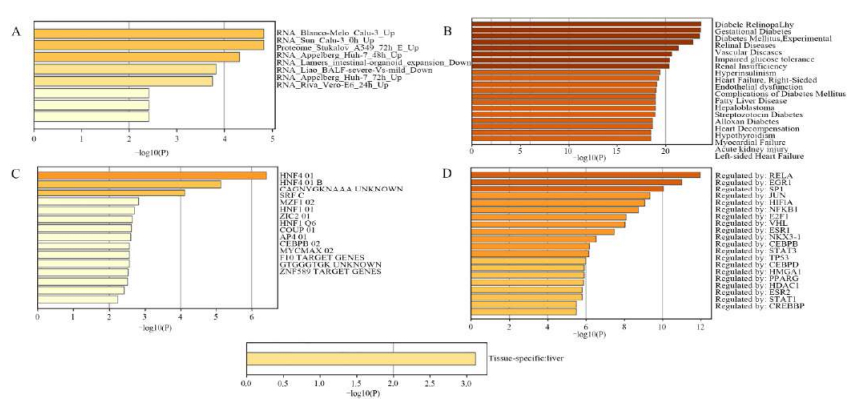 A
RNA_Blanco-Melo_Calu-3_Up
RNA_Sun_Calu-3_0h_Up
Proteome_Stukalov_A549_72h_E_Up
RNA_Appelberg_Huh-7_48h_Up
RNA_Lamers_intestinal-organoid_expansion_Down
RNA_Liao_BALF-severe-Vs-mild_Down
RNA_Appelberg_Huh-7_72h_Up
RNA_Riva_Vero-E6_24h_Up
0 1 2 3 4 5
-log10(P)
B
Diabele RelinopaLhy
Gestational Diabetes
Diabetes Mellitus,Experimental
Relinal Diseases
Vascular Discascs
Impaired glucose tolerance
Renal Insufficiency
Hyperinsulinism
Heart Failure, Right-Sieded
Endothelial dysfunction
Complications of Diabetes Mellitus
Fatty Liver Disease
Hepaloblastoma
Streptozotocin Diabetes
Alloxan Diabetes
Heart Decompensation
Hypothyroidism
Myocardial Failure
Acute kidney injury
Left-sided Heart Failure
0 5 10 15 20
-log10(P)
C
HNF4 01
HNF4 01 B
CAGNYGKNAAA UNKNOWN
SRF C
MZF1 02
HNF1 01
ZIC2 01
HNF1 Q6
COUP 01
AP4 01
CEBPB 02
MYCMAX 02
F10 TARGET GENES
GTGGGTGK UNKNOWN
ZNF589 TARGET GENES
0 1 2 3 4 5 6
-log10(P)
D
Regulated by: RELA
Regulated by: EGR1
Regulated by: SP1
Regulated by: JUN
Regulated by: HIF1A
Regulated by: NFKB1
Regulated by: E2F1
Regulated by: VHL
Regulated by: ESR1
Regulated by: NKX3-1
Regulated by: CEBPB
Regulated by: STAT3
Regulated by: TP53
Regulated by: CEBPD
Regulated by: HMGA1
Regulated by: PPARG
Regulated by: HDAC1
Regulated by: ESR2
Regulated by: STAT1
Regulated by: CREBBP
0 2 4 6 8 10 12
-log10(P)
Tissue-specific:liver
0.0 0.5 1.0 1.5 2.0 2.5 3.0
-log10(P)